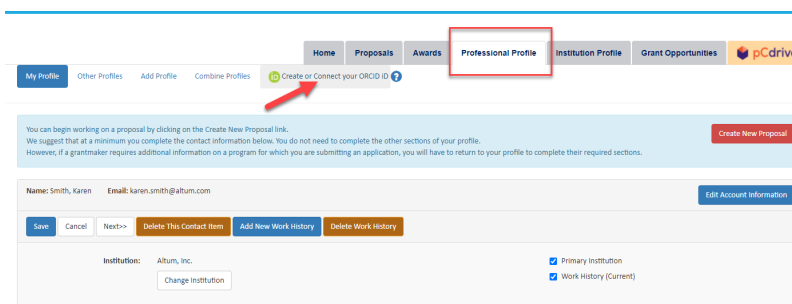 Home Proposals Awards Professional Profile Institution Profile Grant Opportunities pCdrive
My Profile Other Profiles Add Profile Combine Profiles iD Create or Connect your ORCID iD ?
You can begin working on a proposal by clicking on the Create New Proposal link.
We suggest that at a minimum you complete the contact information below. You do not need to complete the other sections of your profile.
However, if a grantmaker requires additional information on a program for which you are submitting an application, you will have to return to your profile to complete their required sections.
Create New Proposal
Name: Smith, Karen Email: karen.smith@altum.com
Edit Account Information
Save Cancel Next>> Delete This Contact Item Add New Work History Delete Work History
Institution: Altum, Inc. Primary Institution
Change Institution Work History (Current)